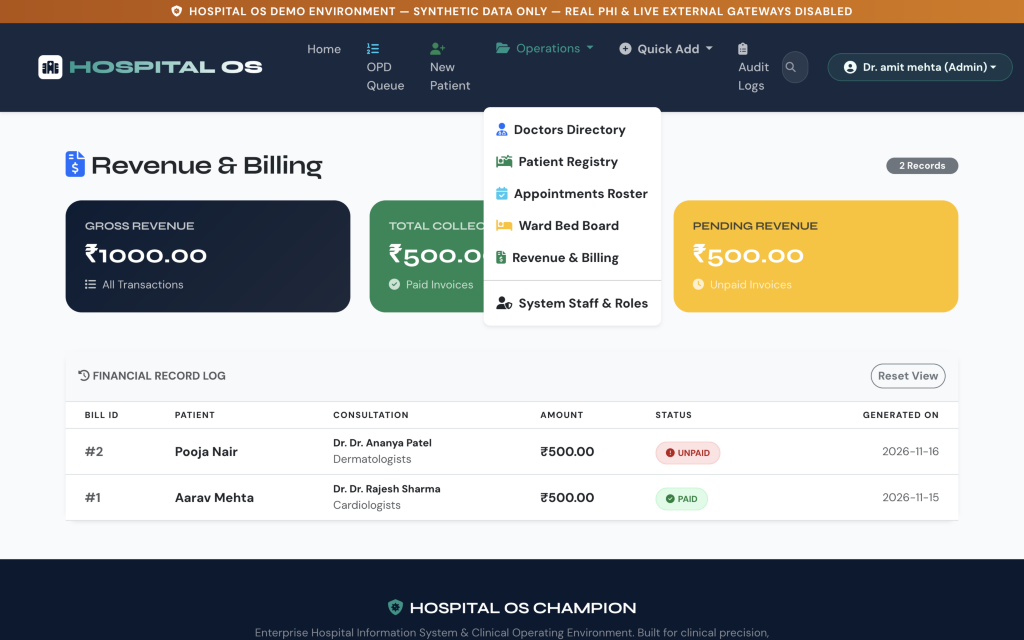 HOSPITAL OS DEMO ENVIRONMENT — SYNTHETIC DATA ONLY — REAL PHI & LIVE EXTERNAL GATEWAYS DISABLED
HOSPITAL OS
Home
OPD
Queue
New
Patient
Operations
Quick Add
Audit
Logs
Dr. amit mehta (Admin)
Doctors Directory
Patient Registry
Appointments Roster
Ward Bed Board
Revenue & Billing
System Staff & Roles
Revenue & Billing
2 Records
GROSS REVENUE
₹1000.00
All Transactions
TOTAL COLLEC
₹500.0
Paid Invoices
PENDING REVENUE
₹500.00
Unpaid Invoices
FINANCIAL RECORD LOG
Reset View
BILL ID PATIENT CONSULTATION AMOUNT STATUS GENERATED ON
#2 Pooja Nair Dr. Dr. Ananya Patel ₹500.00 UNPAID 2026-11-16
Dermatologists
#1 Aarav Mehta Dr. Dr. Rajesh Sharma ₹500.00 PAID 2026-11-15
Cardiologists
HOSPITAL OS CHAMPION
Enterprise Hospital Information System & Clinical Operating Environment. Built for clinical precision,